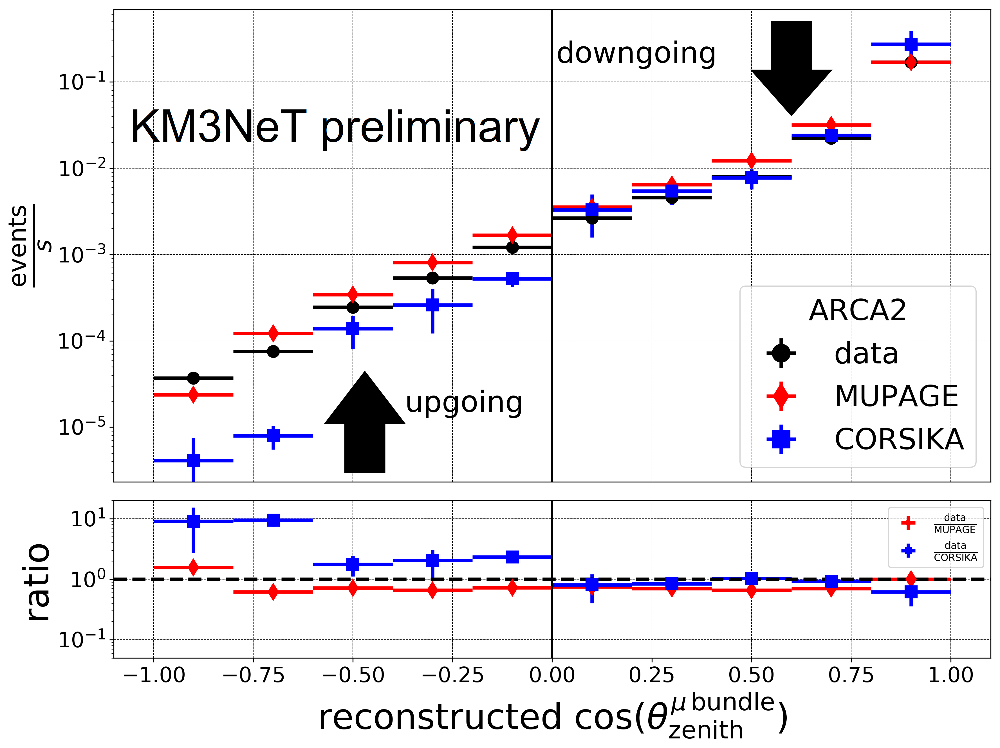 downgoing
KM3NeT preliminary
upgoing
events
s
10⁻¹
10⁻²
10⁻³
10⁻⁴
10⁻⁵
ARCA2
data
MUPAGE
CORSIKA
ratio
10¹
10⁰
10⁻¹
data
MUPAGE
data
CORSIKA
−1.00 −0.75 −0.50 −0.25 0.00 0.25 0.50 0.75 1.00
reconstructed cos(θ_zenith^μ bundle)